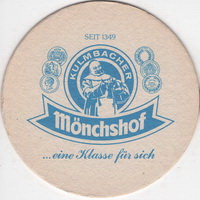 SEIT 1349
KULMBACHER
Mönchshof
...eine Klasse für sich